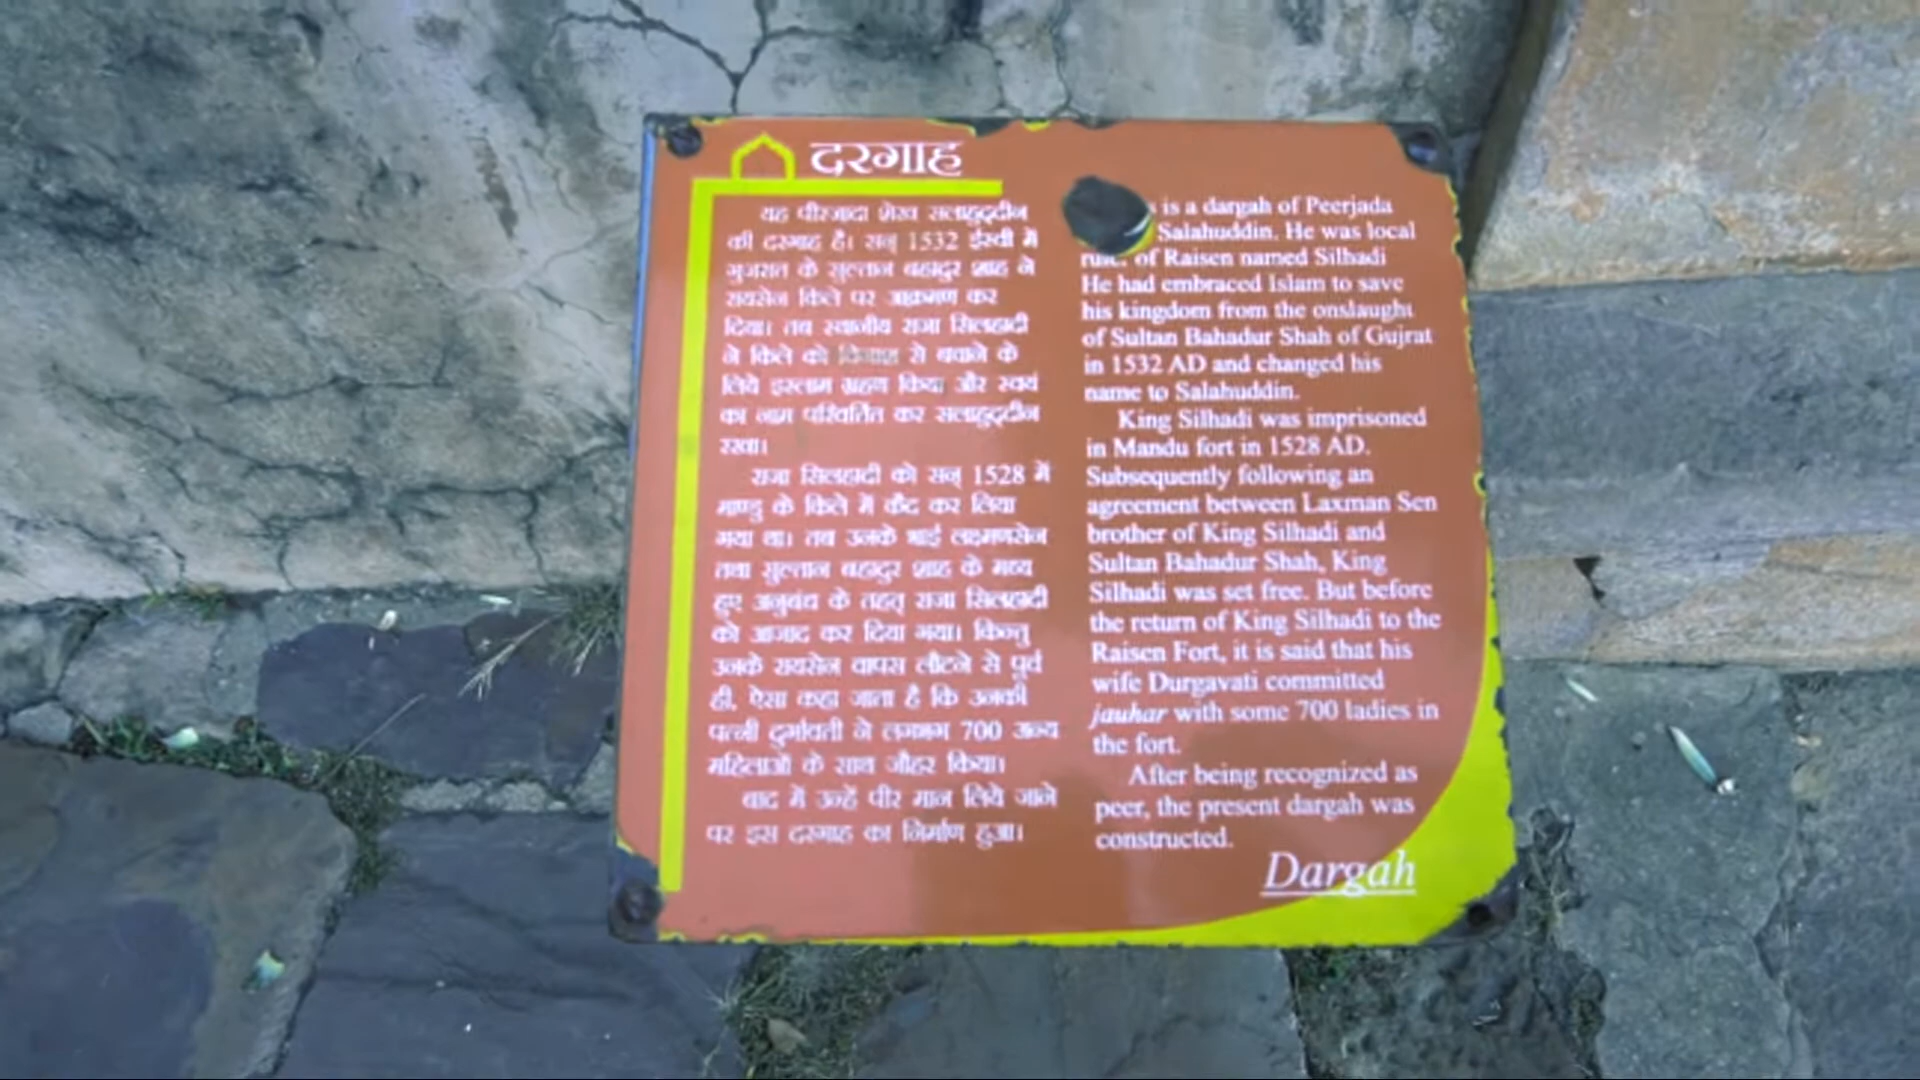 दरगाह
यह पीरजादा शेख सलाहुद्दीन
की दरगाह है। सन् 1532 ईस्वी में
गुजरात के सुल्तान बहादुर शाह ने
रायसेन किले पर आक्रमण कर
दिया। तब स्थानीय राजा सिलहादी
ने किले को विनाश से बचाने के
लिये इस्लाम ग्रहण किया और स्वयं
का नाम परिवर्तित कर सलाहुद्दीन
रखा।
राजा सिलहादी को सन् 1528 में
माण्डु के किले में कैद कर लिया
गया था। तब उनके भाई लक्ष्मणसेन
तथा सुल्तान बहादुर शाह के मध्य
हुए अनुबंध के तहत् राजा सिलहादी
को आजाद कर दिया गया। किन्तु
उनके रायसेन वापस लौटने से पूर्व
ही, ऐसा कहा जाता है कि उनकी
पत्नी दुर्गावती ने लगभग 700 अन्य
महिलाओं के साथ जौहर किया।
बाद में उन्हें पीर मान लिये जाने
पर इस दरगाह का निर्माण हुआ।
is a dargah of Peerjada
Salahuddin. He was local
ruler of Raisen named Silhadi
He had embraced Islam to save
his kingdom from the onslaught
of Sultan Bahadur Shah of Gujrat
in 1532 AD and changed his
name to Salahuddin.
King Silhadi was imprisoned
in Mandu fort in 1528 AD.
Subsequently following an
agreement between Laxman Sen
brother of King Silhadi and
Sultan Bahadur Shah, King
Silhadi was set free. But before
the return of King Silhadi to the
Raisen Fort, it is said that his
wife Durgavati committed
jauhar with some 700 ladies in
the fort.
After being recognized as
peer, the present dargah was
constructed.
Dargah